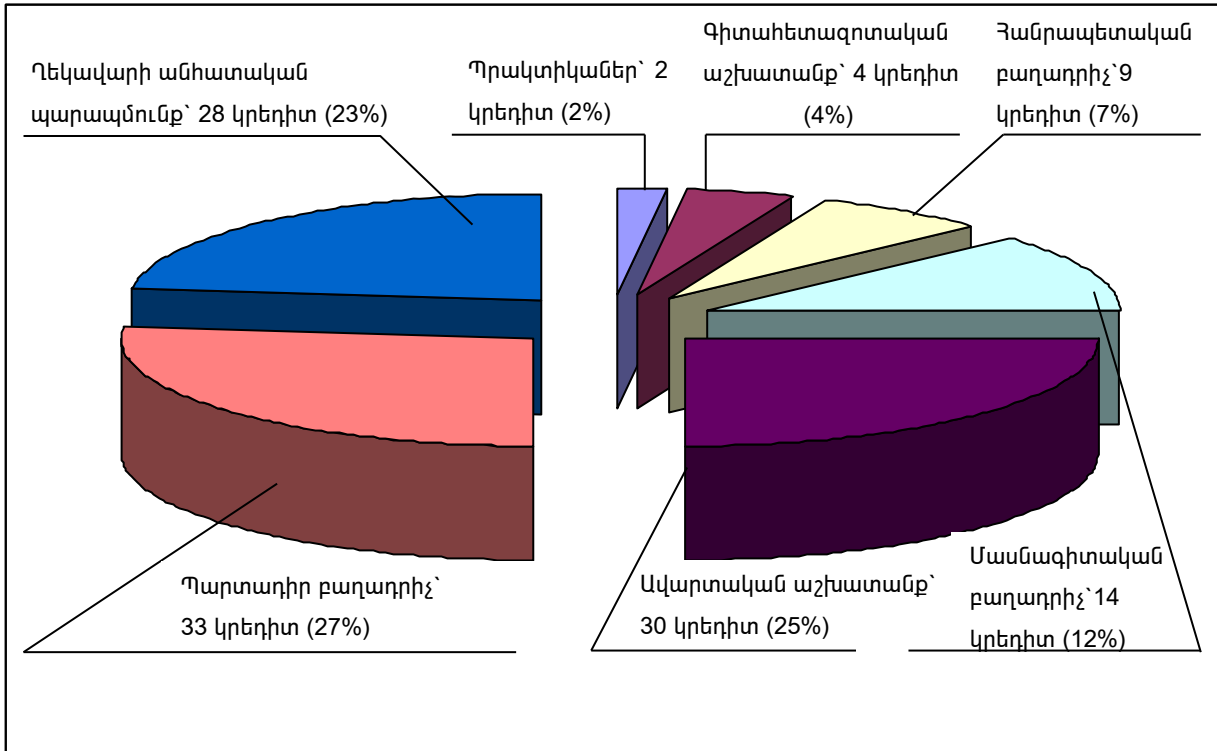 Ղեկավարի անհատական
պարապմունք՝ 28 կրեդիտ (23%)
Պրակտիկաներ՝ 2
կրեդիտ (2%)
Գիտահետազոտական
աշխատանք՝ 4 կրեդիտ
(4%)
Հանրապետական
բաղադրիչ՝9
կրեդիտ (7%)
Պարտադիր բաղադրիչ՝
33 կրեդիտ (27%)
Ավարտական աշխատանք՝
30 կրեդիտ (25%)
Մասնագիտական
բաղադրիչ՝14
կրեդիտ (12%)